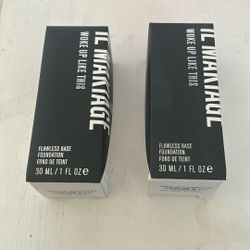 IL MAKIAGE
WOKE UP LIKE THIS
FLAWLESS BASE
FOUNDATION
FOND DE TEINT
30 ML / 1 FL OZ ℮
IL MAKIAGE
WOKE UP LIKE THIS
FLAWLESS BASE
FOUNDATION
FOND DE TEINT
30 ML / 1 FL OZ ℮